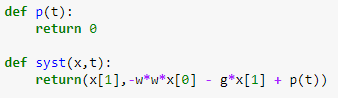 def p(t):
    return 0
def syst(x,t):
    return(x[1],-w*w*x[0] - g*x[1] + p(t))